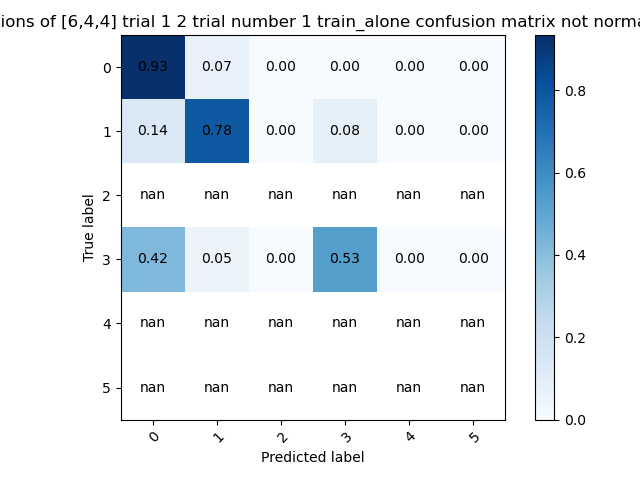 ions of [6,4,4] trial 1 2 trial number 1 train_alone confusion matrix not norma
0 0.93 0.07 0.00 0.00 0.00 0.00
1 0.14 0.78 0.00 0.08 0.00 0.00
2 nan nan nan nan nan nan
3 0.42 0.05 0.00 0.53 0.00 0.00
4 nan nan nan nan nan nan
5 nan nan nan nan nan nan
0 1 2 3 4 5
True label
Predicted label
0.8
0.6
0.4
0.2
0.0